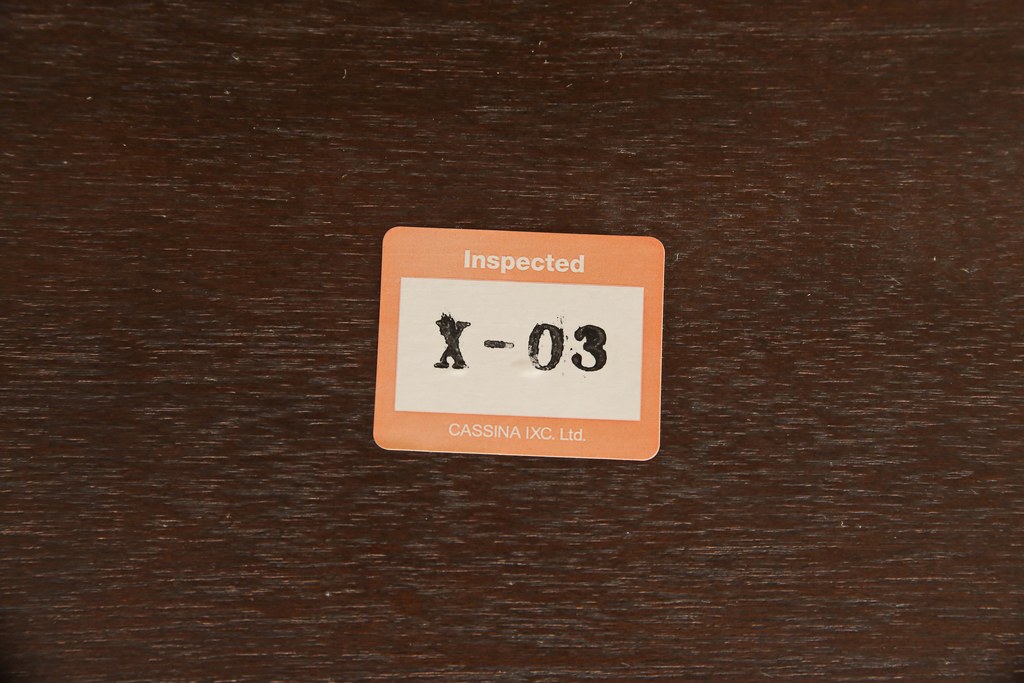 Inspected
X-03
CASSINA IXC. Ltd.